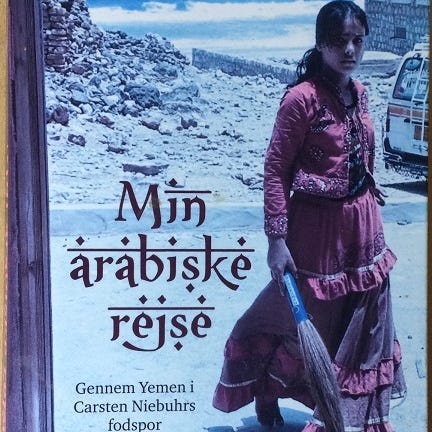 Min
arabiske
rejse
Gennem Yemen i
Carsten Niebuhrs
fodspor